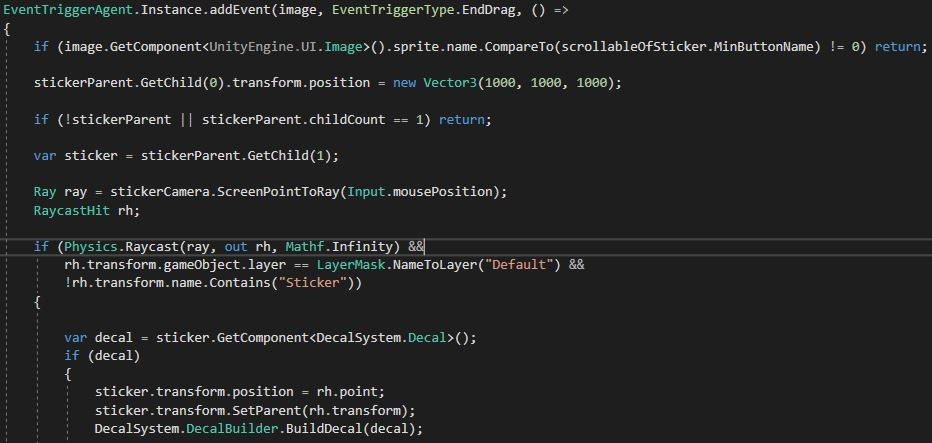 EventTriggerAgent.Instance.addEvent(image, EventTriggerType.EndDrag, () =>
{
if (image.GetComponent<UnityEngine.UI.Image>().sprite.name.CompareTo(scrollableOfSticker.MinButtonName) != 0) return;
stickerParent.GetChild(0).transform.position = new Vector3(1000, 1000, 1000);
if (!stickerParent || stickerParent.childCount == 1) return;
var sticker = stickerParent.GetChild(1);
Ray ray = stickerCamera.ScreenPointToRay(Input.mousePosition);
RaycastHit rh;
if (Physics.Raycast(ray, out rh, Mathf.Infinity) &&
rh.transform.gameObject.layer == LayerMask.NameToLayer("Default") &&
!rh.transform.name.Contains("Sticker"))
{
var decal = sticker.GetComponent<DecalSystem.Decal>();
if (decal)
{
sticker.transform.position = rh.point;
sticker.transform.SetParent(rh.transform);
DecalSystem.DecalBuilder.BuildDecal(decal);